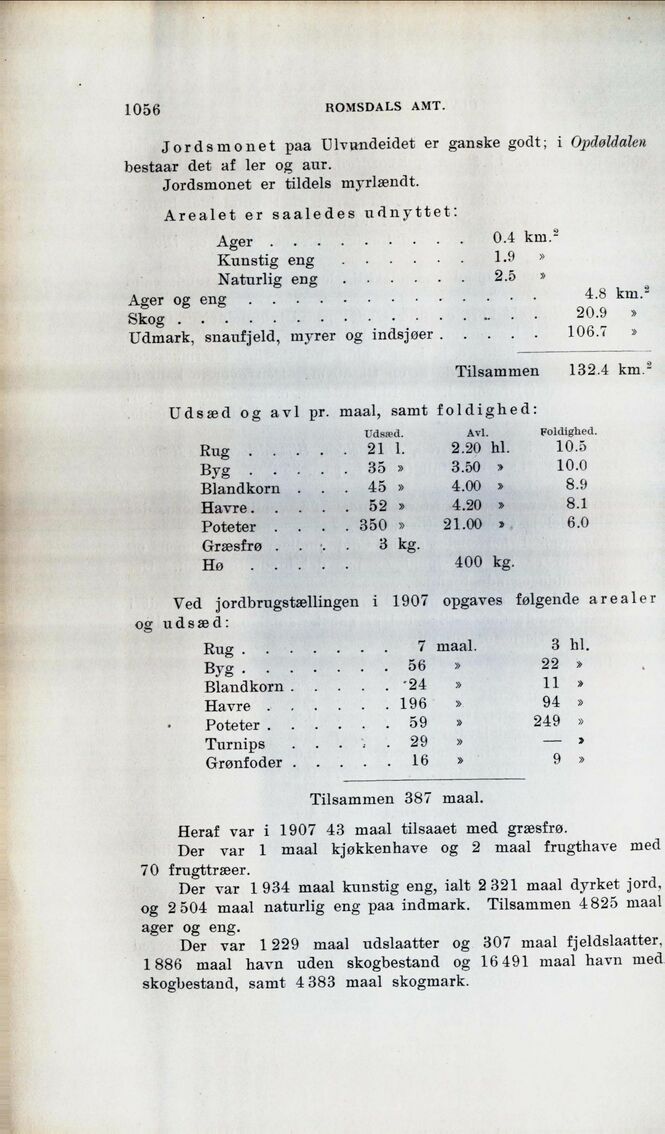 1056 ROMSDALS AMT.
Jordsmonet paa Ulvundeidet er ganske godt; i Opdøldalen
bestaar det af ler og aur.
Jordsmonet er tildels myrlændt.
Arealet er saaledes udnyttet:
Ager . . . . . . . . . 0.4 km.²
Kunstig eng . . . . . . 1.9 »
Naturlig eng . . . . . . 2.5 »
Ager og eng . . . . . . . . . . . . . . 4.8 km.²
Skog . . . . . . . . . . . . . . . . . 20.9 »
Udmark, snaufjeld, myrer og indsjøer . . . . . 106.7 »
Tilsammen 132.4 km.²
Udsæd og avl pr. maal, samt foldighed:
Udsæd. Avl. Foldighed.
Rug . . . . . 21 l. 2.20 hl. 10.5
Byg . . . . . 35 » 3.50 » 10.0
Blandkorn . . . 45 » 4.00 » 8.9
Havre . . . . . 52 » 4.20 » 8.1
Poteter . . . . 350 » 21.00 » 6.0
Græsfrø . . . . 3 kg.
Hø . . . . . 400 kg.
Ved jordbrugstællingen i 1907 opgaves følgende arealer
og udsæd:
Rug . . . . . . . 7 maal. 3 hl.
Byg . . . . . . . 56 » 22 »
Blandkorn . . . . . 24 » 11 »
Havre . . . . . . 196 » 94 »
Poteter . . . . . . 59 » 249 »
Turnips . . . . . 29 » — »
Grønfoder . . . . . 16 » 9 »
Tilsammen 387 maal.
Heraf var i 1907 43 maal tilsaaet med græsfrø.
Der var 1 maal kjøkkenhave og 2 maal frugthave med
70 frugttræer.
Der var 1 934 maal kunstig eng, ialt 2 321 maal dyrket jord,
og 2 504 maal naturlig eng paa indmark. Tilsammen 4 825 maal
ager og eng.
Der var 1 229 maal udslaatter og 307 maal fjeldslaatter,
1 886 maal havn uden skogbestand og 16 491 maal havn med
skogbestand, samt 4 383 maal skogmark.